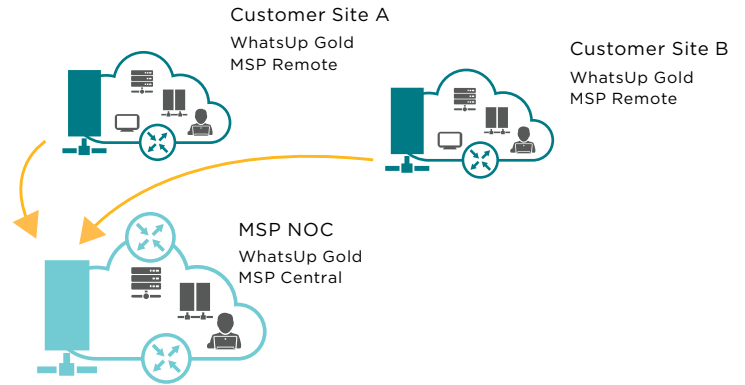 Customer Site A
WhatsUp Gold
MSP Remote
Customer Site B
WhatsUp Gold
MSP Remote
MSP NOC
WhatsUp Gold
MSP Central